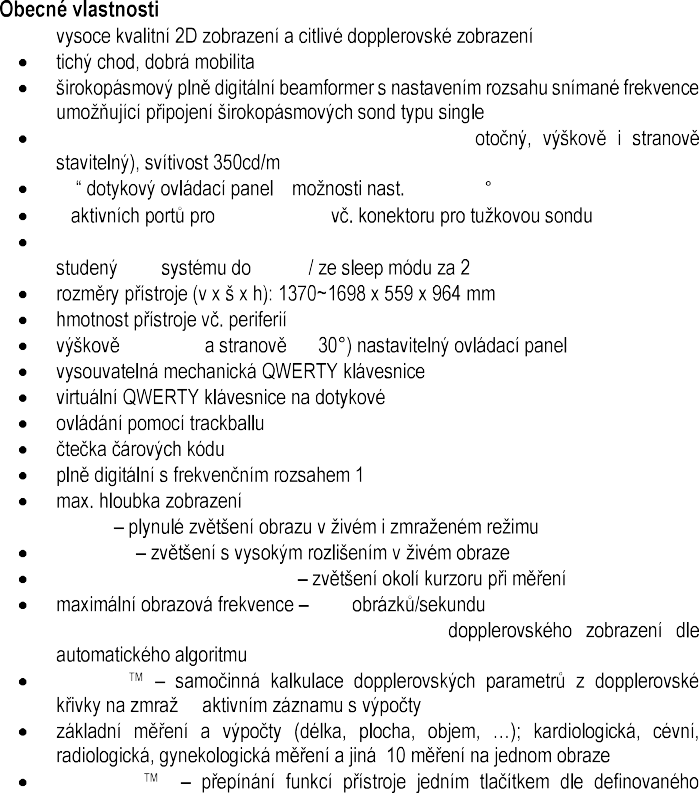 Obecné vlastnosti
vysoce kvalitní 2D zobrazení a citlivé dopplerovské zobrazení
• tichý chod, dobrá mobilita
• širokopásmový plně digitální beamformer s nastavením rozsahu snímané frekvence
umožňující připojení širokopásmových sond typu single
• otočný, výškově i stranově
stavitelný), svítivost 350cd/m
• “ dotykový ovládací panel možnosti nast. °
• aktivních portů pro vč. konektoru pro tužkovou sondu
•
studený systému do / ze sleep módu za 2
• rozměry přístroje (v x š x h): 1370~1698 x 559 x 964 mm
• hmotnost přístroje vč. periferií
• výškově a stranově 30°) nastavitelný ovládací panel
• vysouvatelná mechanická QWERTY klávesnice
• virtuální QWERTY klávesnice na dotykové
• ovládání pomocí trackballu
• čtečka čárových kódu
• plně digitální s frekvenčním rozsahem 1
• max. hloubka zobrazení
– plynulé zvětšení obrazu v živém i zmraženém režimu
• – zvětšení s vysokým rozlišením v živém obraze
• – zvětšení okolí kurzoru při měření
• maximální obrazová frekvence – obrázků/sekundu
dopplerovského zobrazení dle
automatického algoritmu
• ™ – samočinná kalkulace dopplerovských parametrů z dopplerovské
křivky na zmraž aktivním záznamu s výpočty
• základní měření a výpočty (délka, plocha, objem, …); kardiologická, cévní,
radiologická, gynekologická měření a jiná 10 měření na jednom obraze
• ™ – přepínání funkcí přístroje jedním tlačítkem dle definovaného